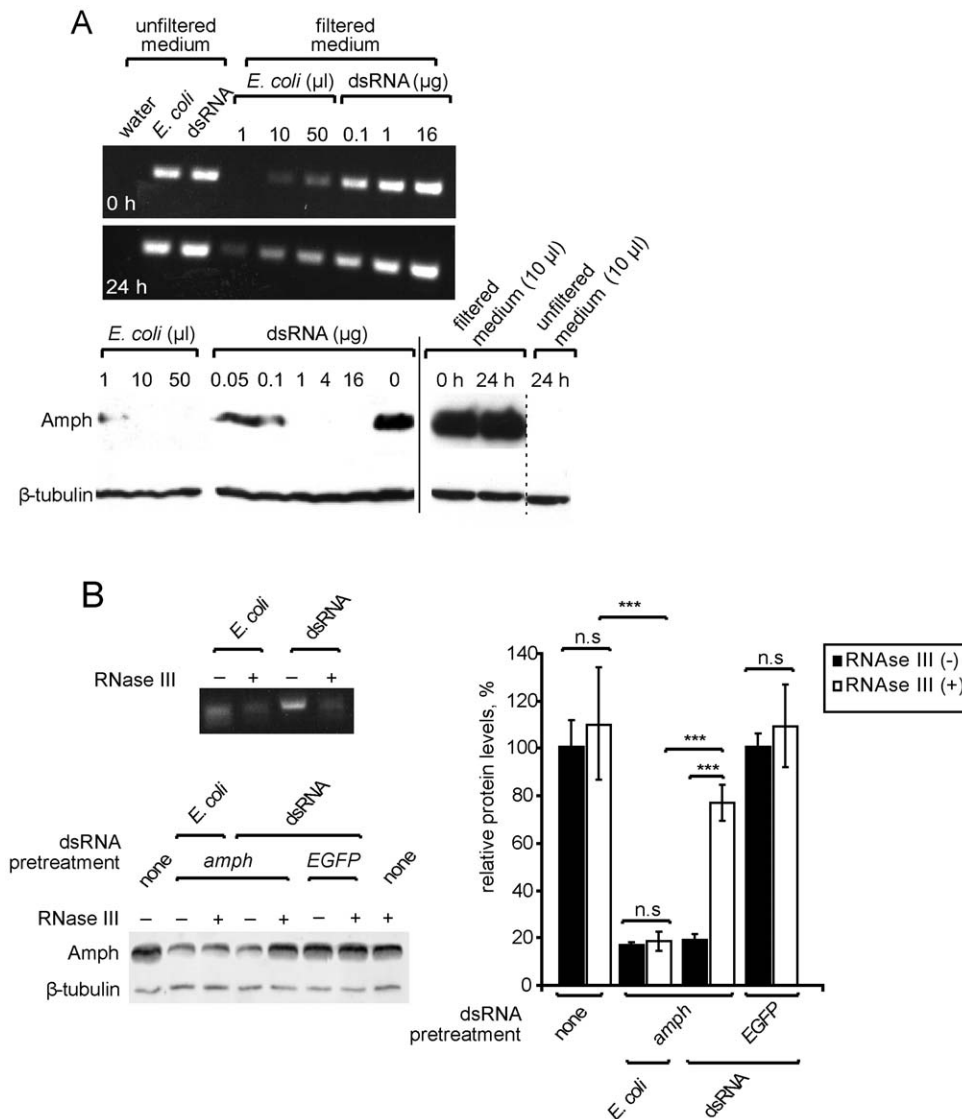 A
unfiltered medium
filtered medium
E. coli (µl)
dsRNA (µg)
water
E. coli
dsRNA
1 10 50 0.1 1 16
0 h
24 h
E. coli (µl)
dsRNA (µg)
filtered medium (10 µl)
unfiltered medium (10 µl)
1 10 50 0.05 0.1 1 4 16 0 0 h 24 h 24 h
Amph
β-tubulin
B
E. coli
dsRNA
RNase III
– + – +
dsRNA pretreatment
none
E. coli
dsRNA
amph
EGFP
none
RNase III – – + – + – + +
Amph
β-tubulin
relative protein levels, %
140
120
100
80
60
40
20
0
n.s
***
n.s
***
***
n.s
RNAse III (-)
RNAse III (+)
dsRNA pretreatment
none
amph
EGFP
E. coli
dsRNA